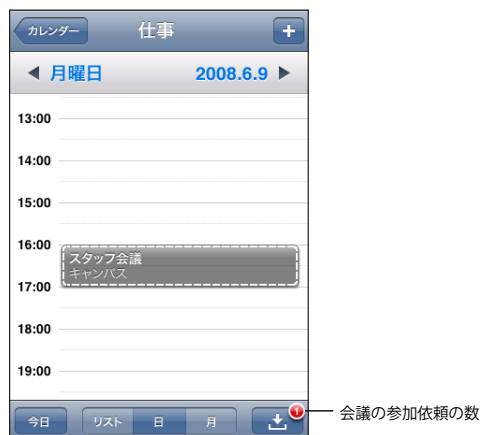 カレンダー 仕事 +
月曜日 2008.6.9
13:00
14:00
15:00
16:00
スタッフ会議
キャンパス
17:00
18:00
19:00
今日 リスト 日 月 1 会議の参加依頼の数